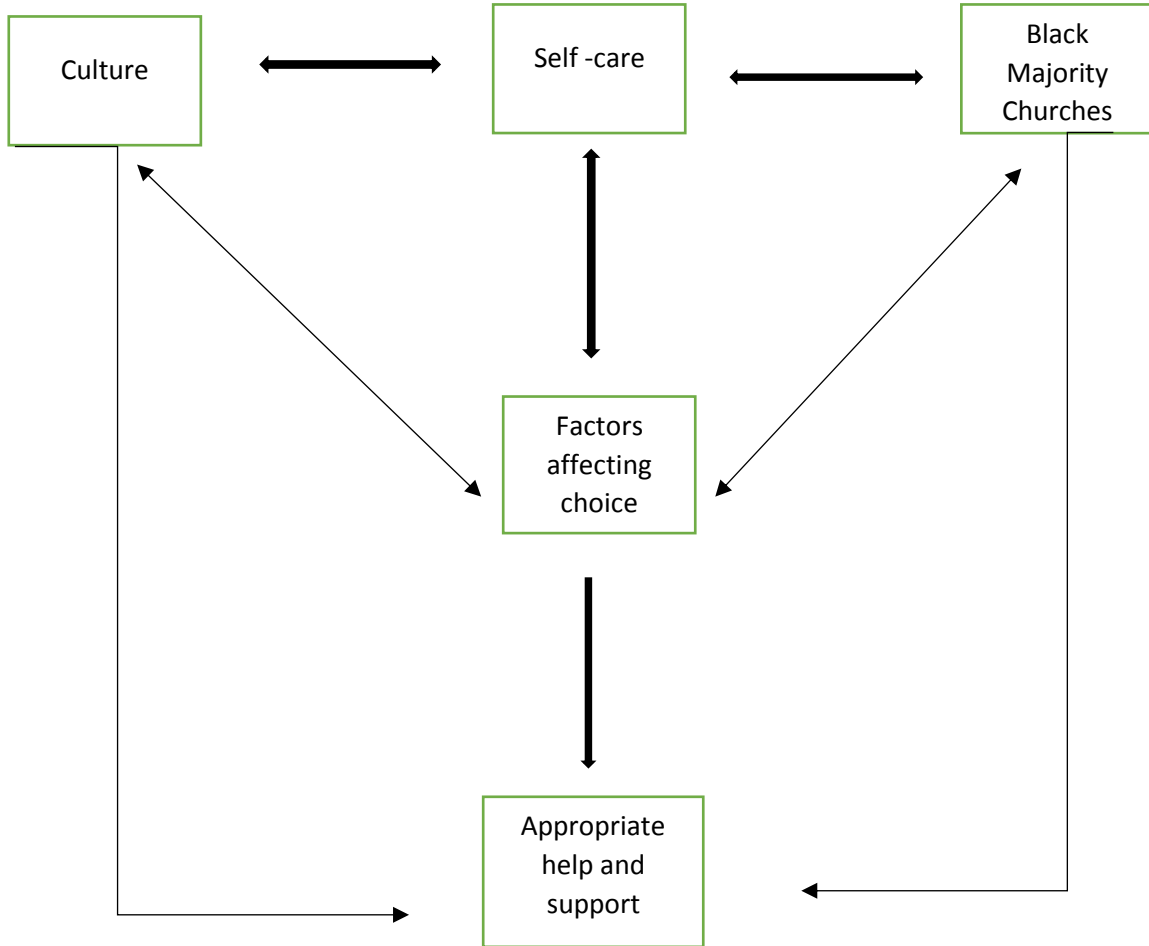 Culture
Self -care
Black
Majority
Churches
Factors
affecting
choice
Appropriate
help and
support